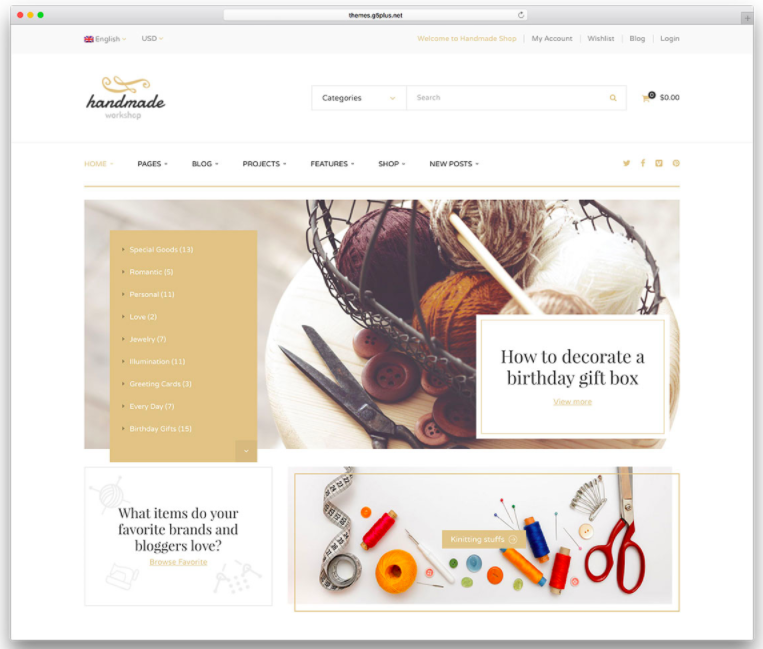 themes.g5plus.net
English
USD
Welcome to Handmade Shop
My Account
Wishlist
Blog
Login
handmade
workshop
Categories
Search
0
$0.00
HOME
PAGES
BLOG
PROJECTS
FEATURES
SHOP
NEW POSTS
Special Goods (13)
Romantic (5)
Personal (11)
Love (2)
Jewelry (7)
Illumination (11)
Greeting Cards (3)
Every Day (7)
Birthday Gifts (15)
How to decorate a
birthday gift box
View more
What items do your
favorite brands and
bloggers love?
Browse Favorite
Kinitting stuffs